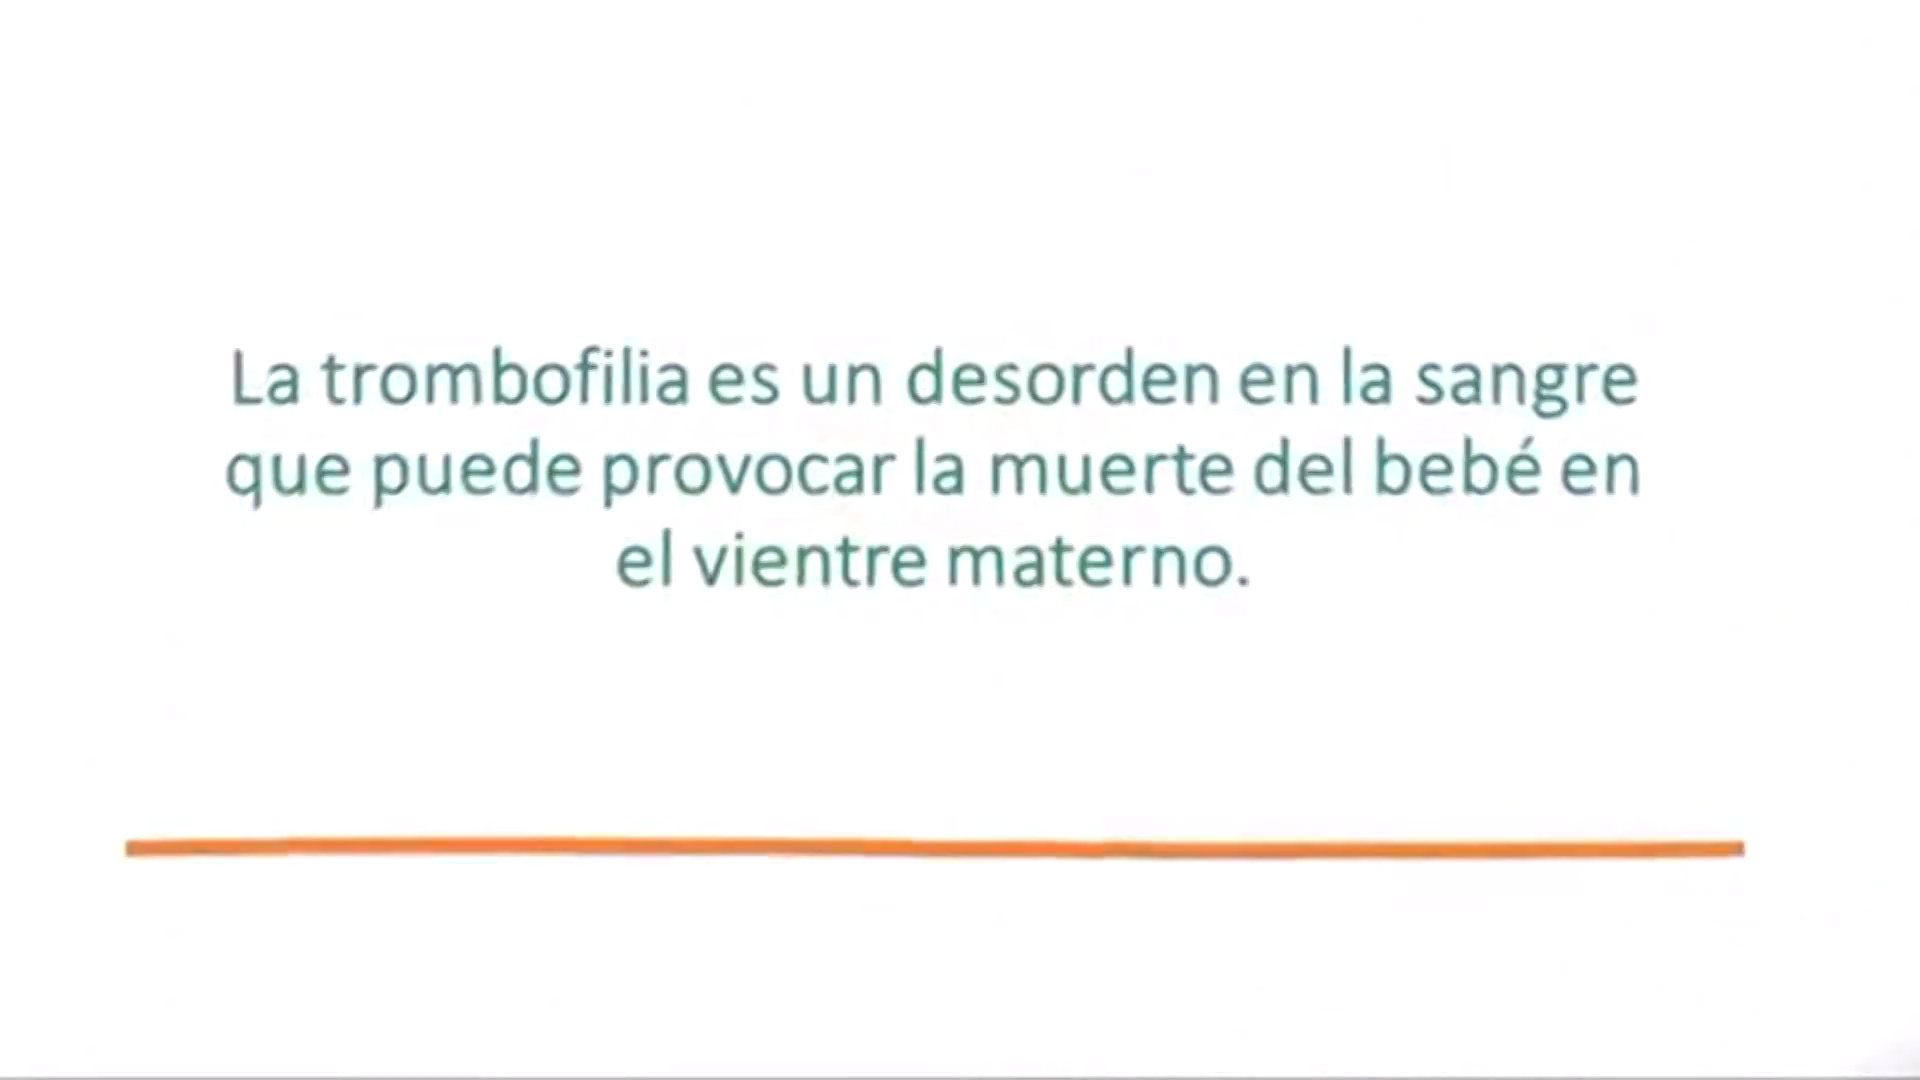 La trombofilia es un desorden en la sangre
que puede provocar la muerte del bebé en
el vientre materno.